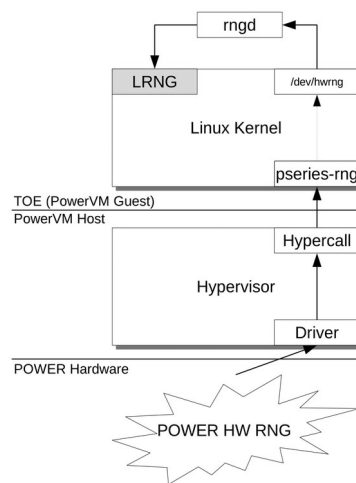 rngd
LRNG
/dev/hwrng
Linux Kernel
pseries-rng
TOE (PowerVM Guest)
PowerVM Host
Hypercall
Hypervisor
Driver
POWER Hardware
POWER HW RNG